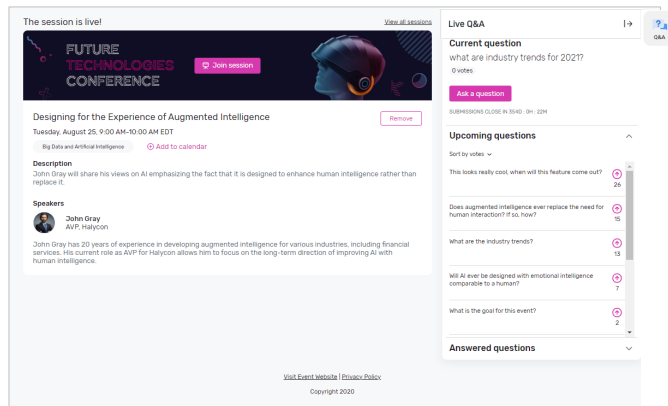 The session is live!
View all sessions
FUTURE
TECHNOLOGIES
CONFERENCE
Join session
Designing for the Experience of Augmented Intelligence
Remove
Tuesday, August 25, 9:00 AM-10:00 AM EDT
Big Data and Artificial Intelligence
Add to calendar
Description
John Gray will share his views on AI emphasizing the fact that it is designed to enhance human intelligence rather than
replace it.
Speakers
John Gray
AVP, Halycon
John Gray has 20 years of experience in developing augmented intelligence for various industries, including financial
services. His current role as AVP for Halycon allows him to focus on the long-term direction of improving AI with
human intelligence.
Visit Event Website | Privacy Policy
Copyright 2020
Live Q&A
Current question
what are industry trends for 2021?
0 votes
Ask a question
SUBMISSIONS CLOSE IN 354D : 0H : 22M
Upcoming questions
Sort by votes
This looks really cool, when will this feature come out?
26
Does augmented intelligence ever replace the need for
human interaction? If so, how?
15
What are the industry trends?
13
Will AI ever be designed with emotional intelligence
comparable to a human?
7
What is the goal for this event?
2
Answered questions
Q&A